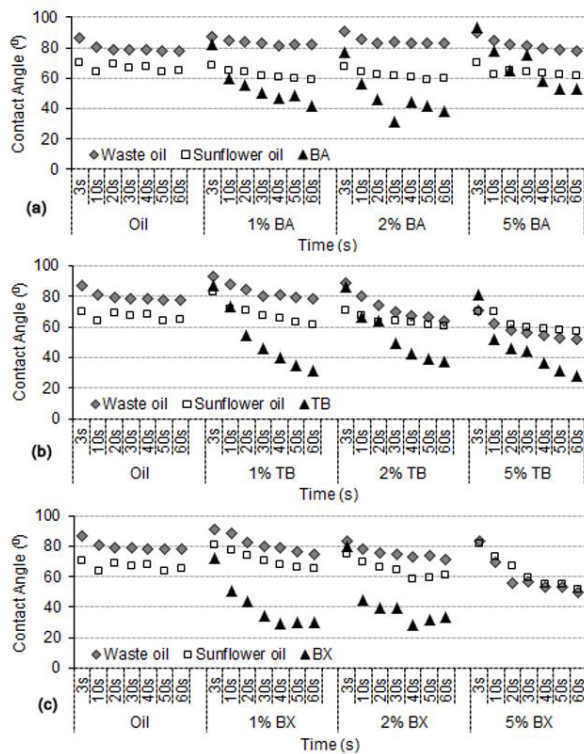 100
80
60
40
20
0
Contact Angle (º)
Waste oil Sunflower oil BA
3s 10s 20s 30s 40s 50s 60s 3s 10s 20s 30s 40s 50s 60s 3s 10s 20s 30s 40s 50s 60s 3s 10s 20s 30s 40s 50s 60s
(a)
Oil 1% BA 2% BA 5% BA
Time (s)
100
80
60
40
20
0
Contact Angle (º)
Waste oil Sunflower oil TB
3s 10s 20s 30s 40s 50s 60s 3s 10s 20s 30s 40s 50s 60s 3s 10s 20s 30s 40s 50s 60s 3s 10s 20s 30s 40s 50s 60s
(b)
Oil 1% TB 2% TB 5% TB
Time (s)
100
80
60
40
20
0
Contact Angle (º)
Waste oil Sunflower oil BX
3s 10s 20s 30s 40s 50s 60s 3s 10s 20s 30s 40s 50s 60s 3s 10s 20s 30s 40s 50s 60s 3s 10s 20s 30s 40s 50s 60s
(c)
Oil 1% BX 2% BX 5% BX
Time (s)